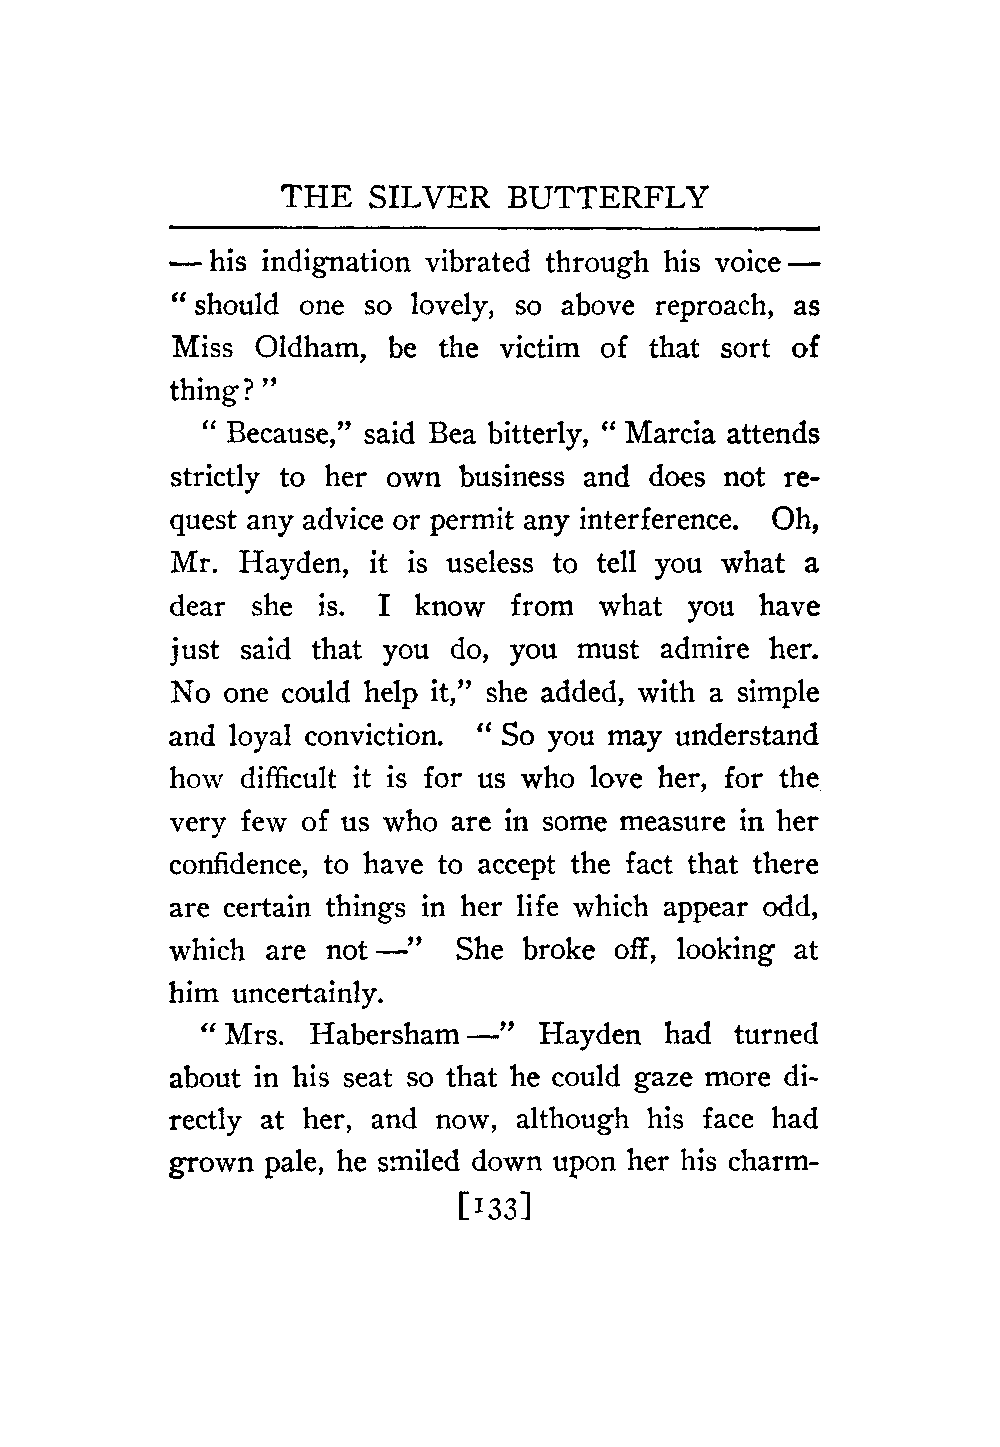 THE SILVER BUTTERFLY
— his indignation vibrated through his voice —
“ should one so lovely, so above reproach, as
Miss Oldham, be the victim of that sort of
thing? ”
“ Because,” said Bea bitterly, “ Marcia attends
strictly to her own business and does not re-
quest any advice or permit any interference. Oh,
Mr. Hayden, it is useless to tell you what a
dear she is. I know from what you have
just said that you do, you must admire her.
No one could help it,” she added, with a simple
and loyal conviction. “ So you may understand
how difficult it is for us who love her, for the
very few of us who are in some measure in her
confidence, to have to accept the fact that there
are certain things in her life which appear odd,
which are not —” She broke off, looking at
him uncertainly.
“ Mrs. Habersham —” Hayden had turned
about in his seat so that he could gaze more di-
rectly at her, and now, although his face had
grown pale, he smiled down upon her his charm-
[133]